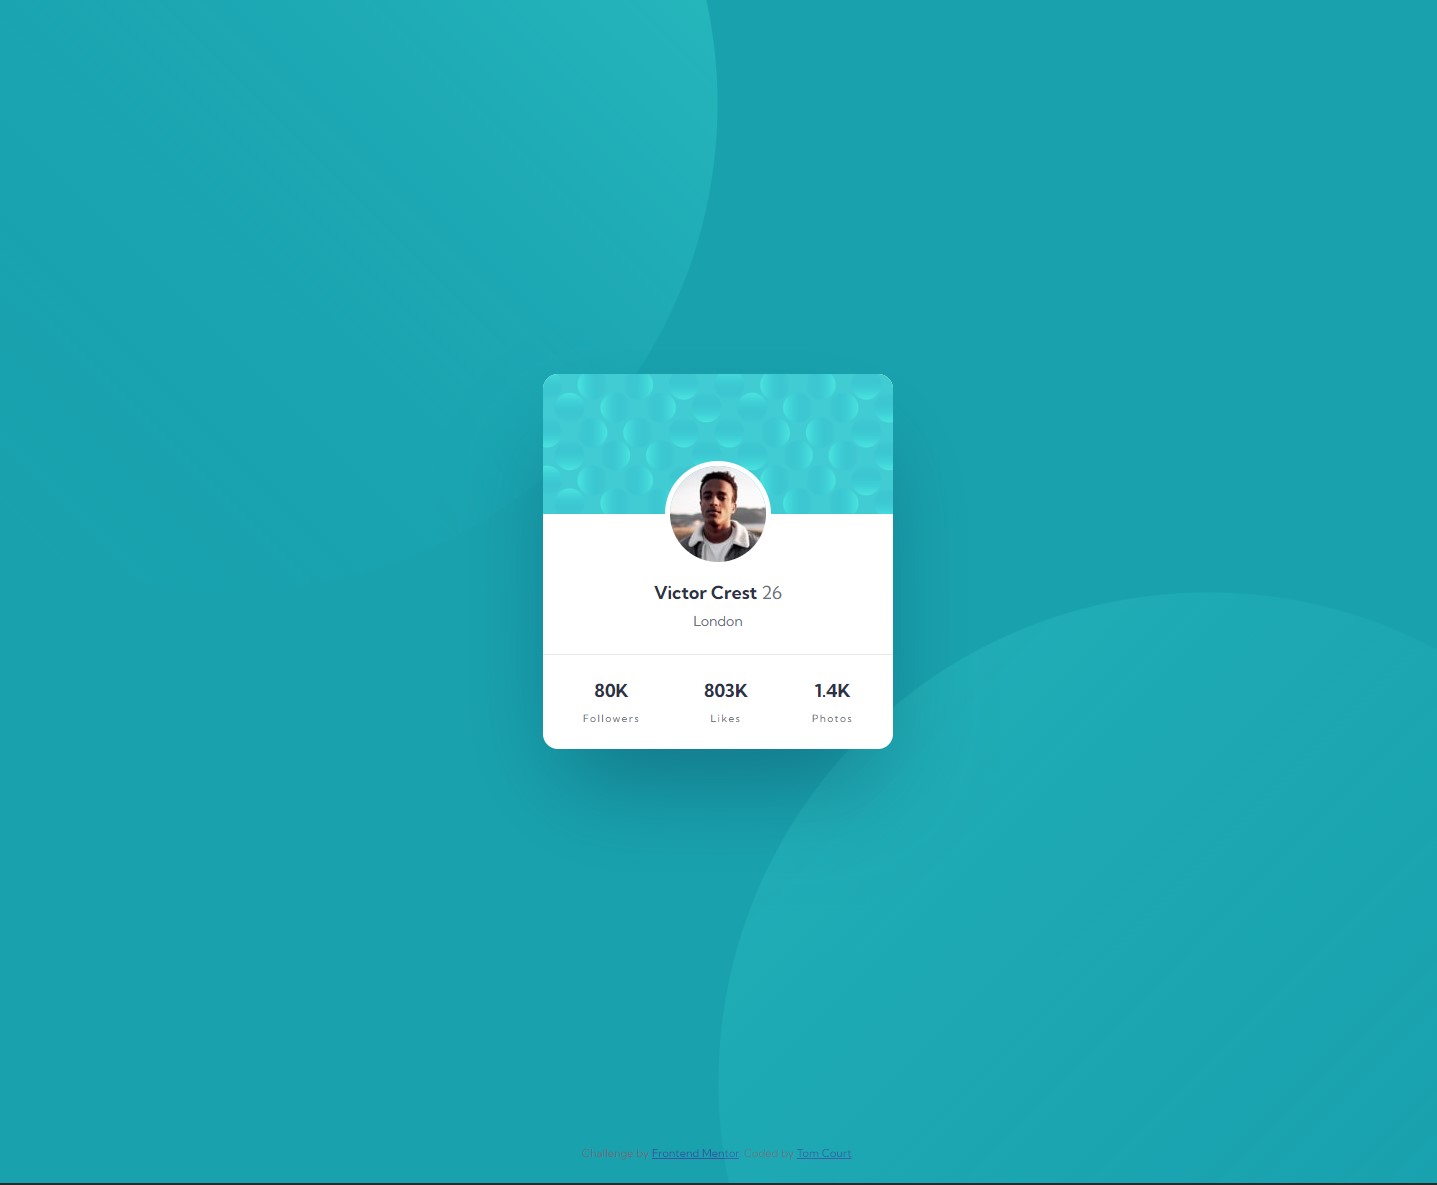 Victor Crest 26
London
80K 803K 1.4K
Followers Likes Photos
Challenge by Frontend Mentor. Coded by Tom Court.